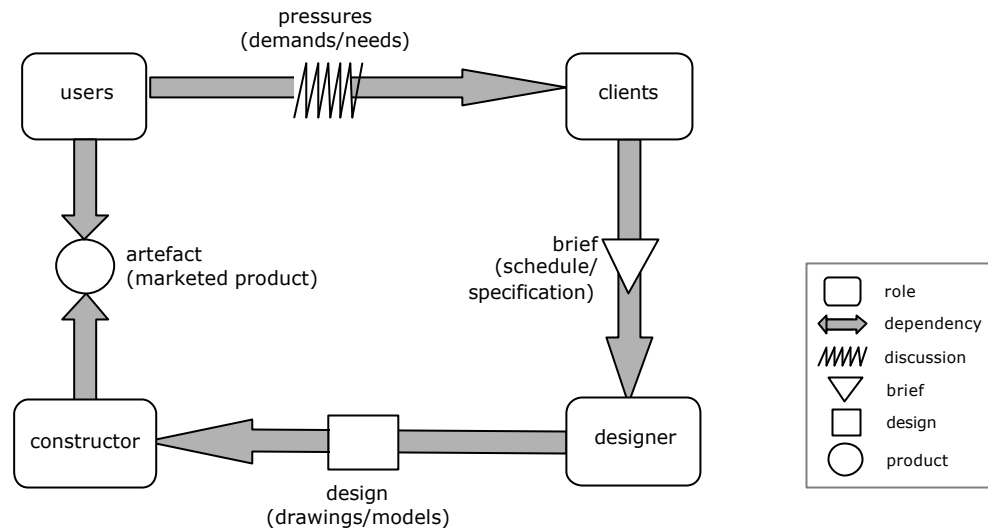 pressures
(demands/needs)
users
clients
artefact
(marketed product)
brief
(schedule/
specification)
constructor
designer
design
(drawings/models)
role
dependency
discussion
brief
design
product